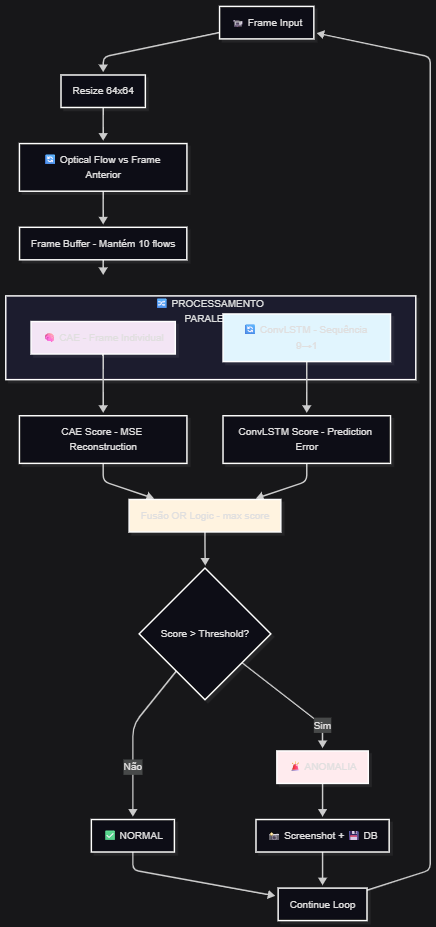 📷 Frame Input
Resize 64x64
🔄 Optical Flow vs Frame
Anterior
Frame Buffer - Mantém 10 flows
🔀 PROCESSAMENTO
🧠 CAE - Frame Individual
🔄 ConvLSTM - Sequência
9→1
CAE Score - MSE
Reconstruction
ConvLSTM Score - Prediction
Error
Fusão OR Logic - max score
Score > Threshold?
Não
Sim
🚨 ANOMALIA
✅ NORMAL
📸 Screenshot + 💾 DB
Continue Loop